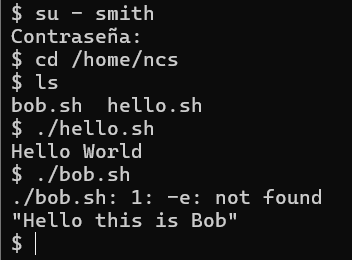 $ su - smith
Contraseña:
$ cd /home/ncs
$ ls
bob.sh  hello.sh
$ ./hello.sh
Hello World
$ ./bob.sh
./bob.sh: 1: -e: not found
"Hello this is Bob"
$